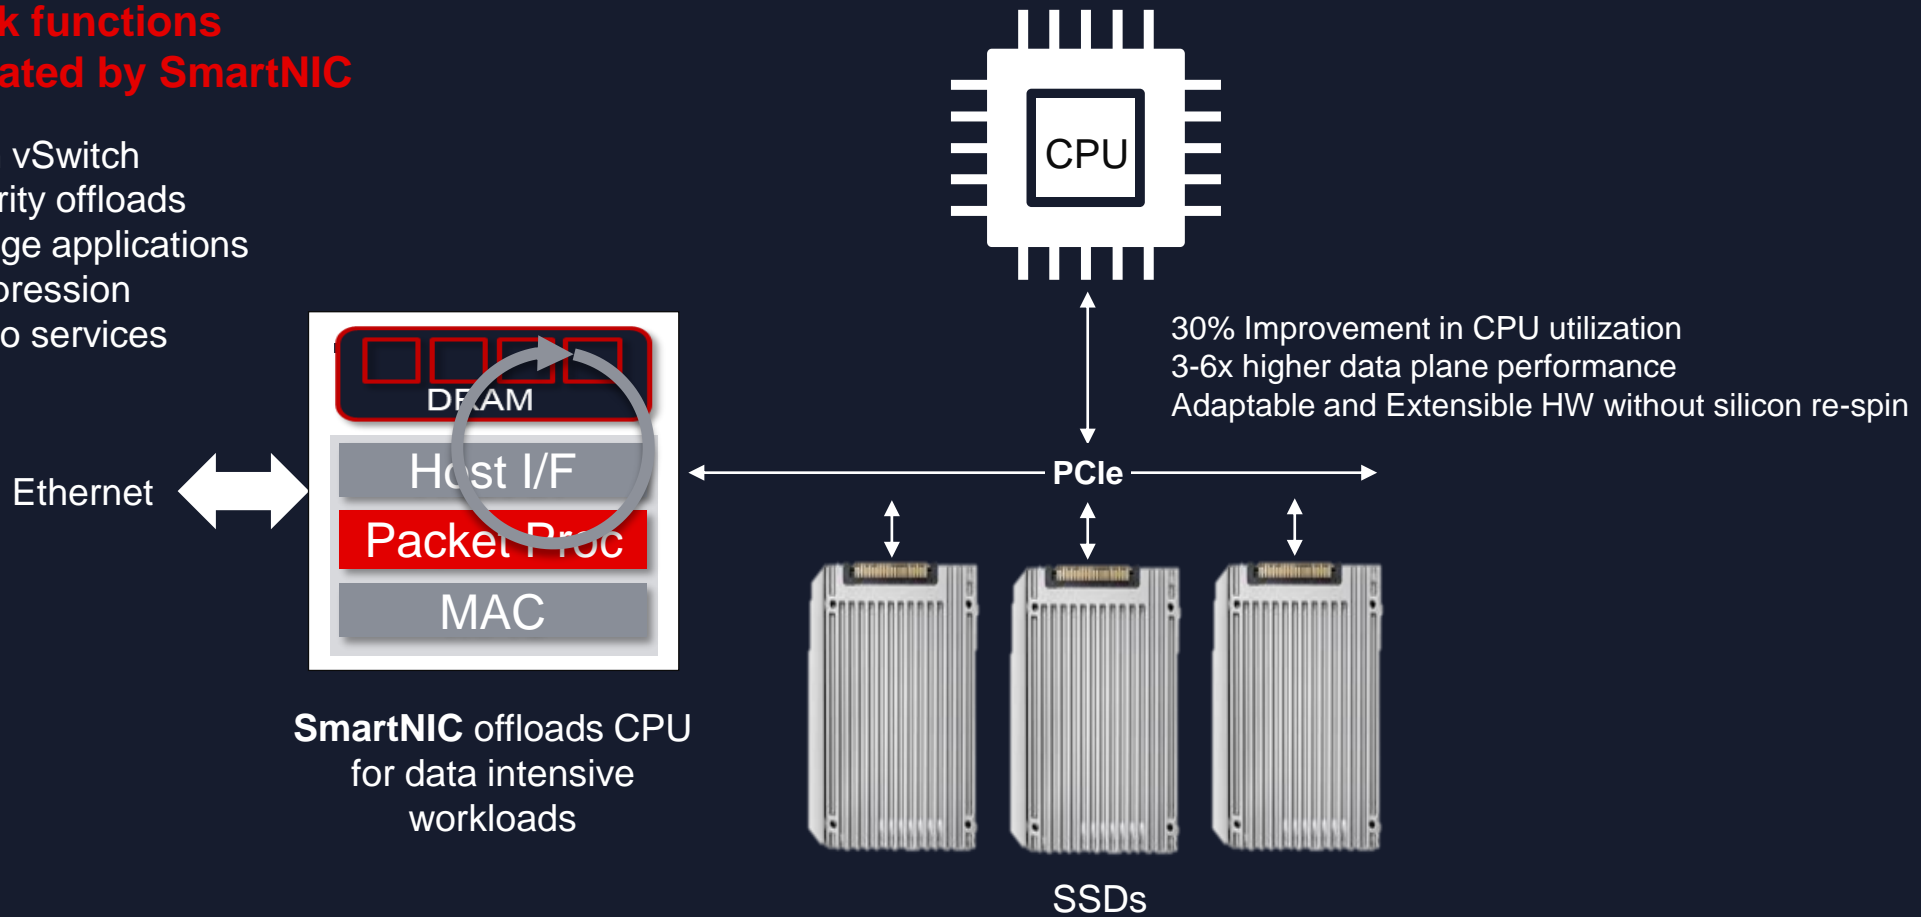 k functions
ated by SmartNIC
vSwitch
rity offloads
ge applications
pression
o services
CPU
30% Improvement in CPU utilization
3-6x higher data plane performance
Adaptable and Extensible HW without silicon re-spin
DRAM
Host I/F
Packet Proc
MAC
Ethernet
PCIe
SmartNIC offloads CPU
for data intensive
workloads
SSDs